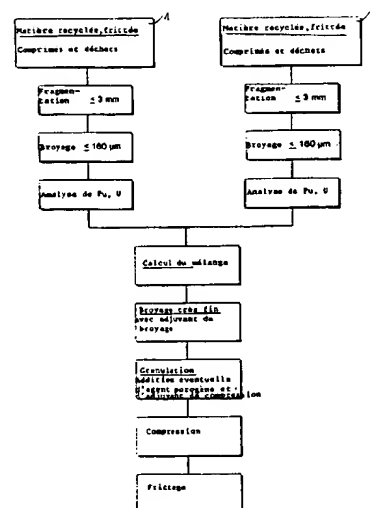 1
Matière recyclée, frittée
Comprimés et déchets
Fragmen-
tation ≤ 3 mm
Broyage ≤ 160 µm
Analyse de Pu, U
Matière recyclée, frittée
Comprimés et déchets
Fragmen-
tation ≤ 3 mm
Broyage ≤ 160 µm
Analyse de Pu, U
Calcul du mélange
Broyage très fin
avec adjuvant de
broyage
Granulation
Addition éventuelle
d'agent porogène et
d'adjuvant de compression
Compression
Frittage